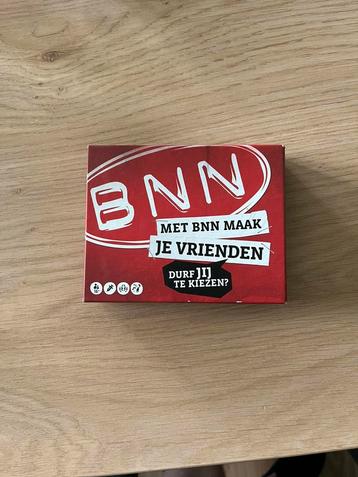 BNN
MET BNN MAAK
JE VRIENDEN
DURF JIJ
TE KIEZEN?